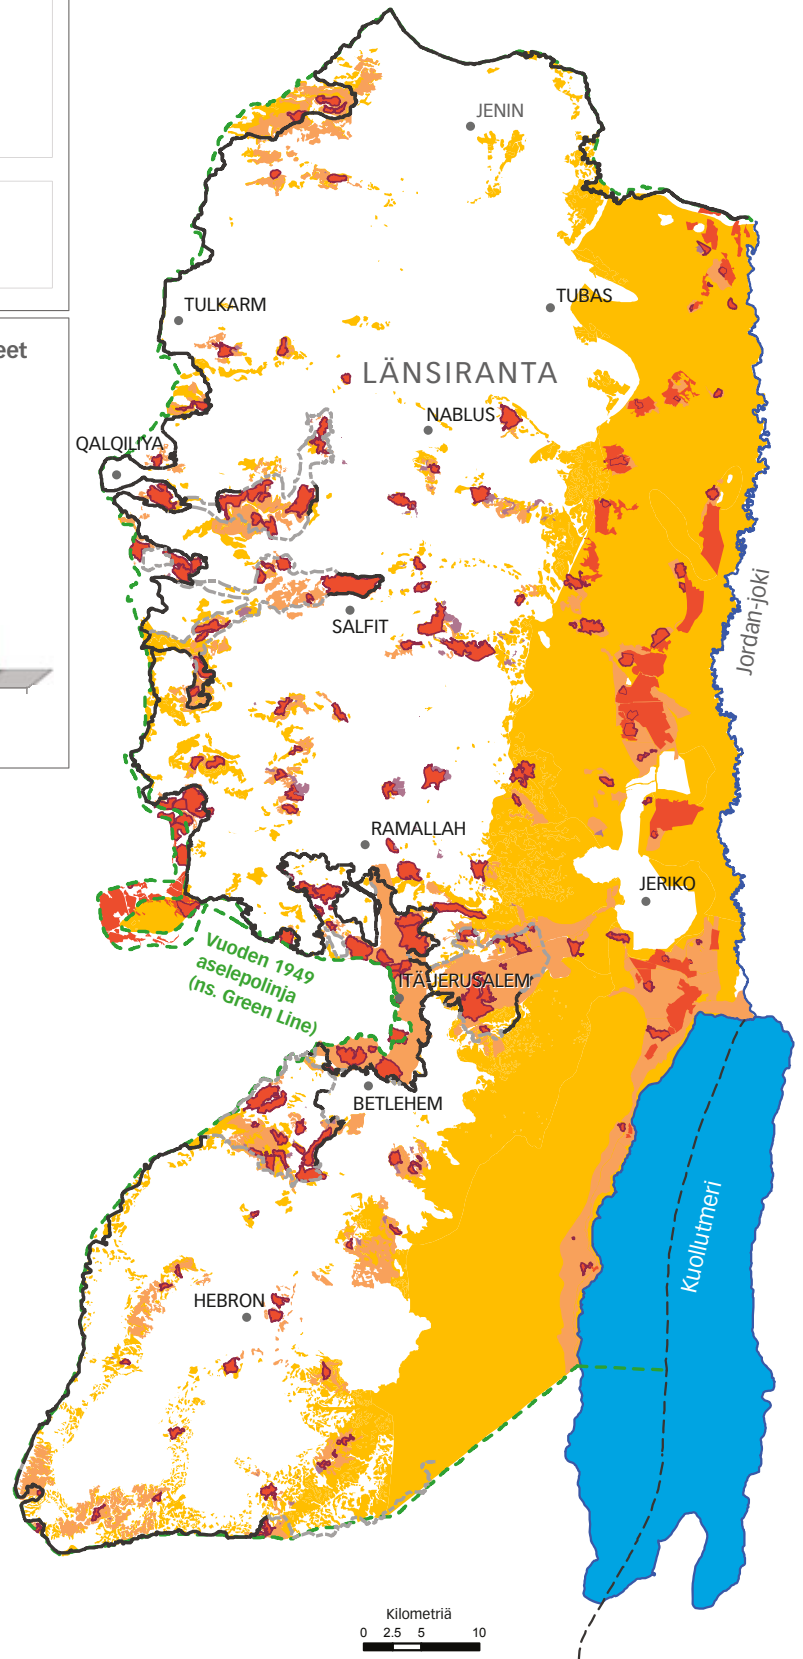 JENIN
TULKARM
TUBAS
eet
LÄNSIRANTA
NABLUS
QALQILIYA
Jordan-joki
SALFIT
RAMALLAH
JERIKO
Vuoden 1949
aselepolinja
(ns. Green Line)
ITÄ-JERUSALEM
BETLEHEM
Kuollutmeri
HEBRON
Kilometriä
0 2.5 5 10